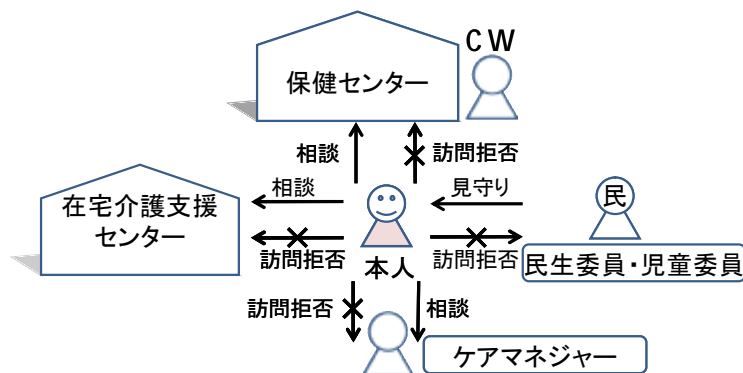 CW
保健センター
相談
訪問拒否
相談
見守り
民
在宅介護支援
センター
訪問拒否
本人
訪問拒否
民生委員・児童委員
訪問拒否
相談
ケアマネジャー